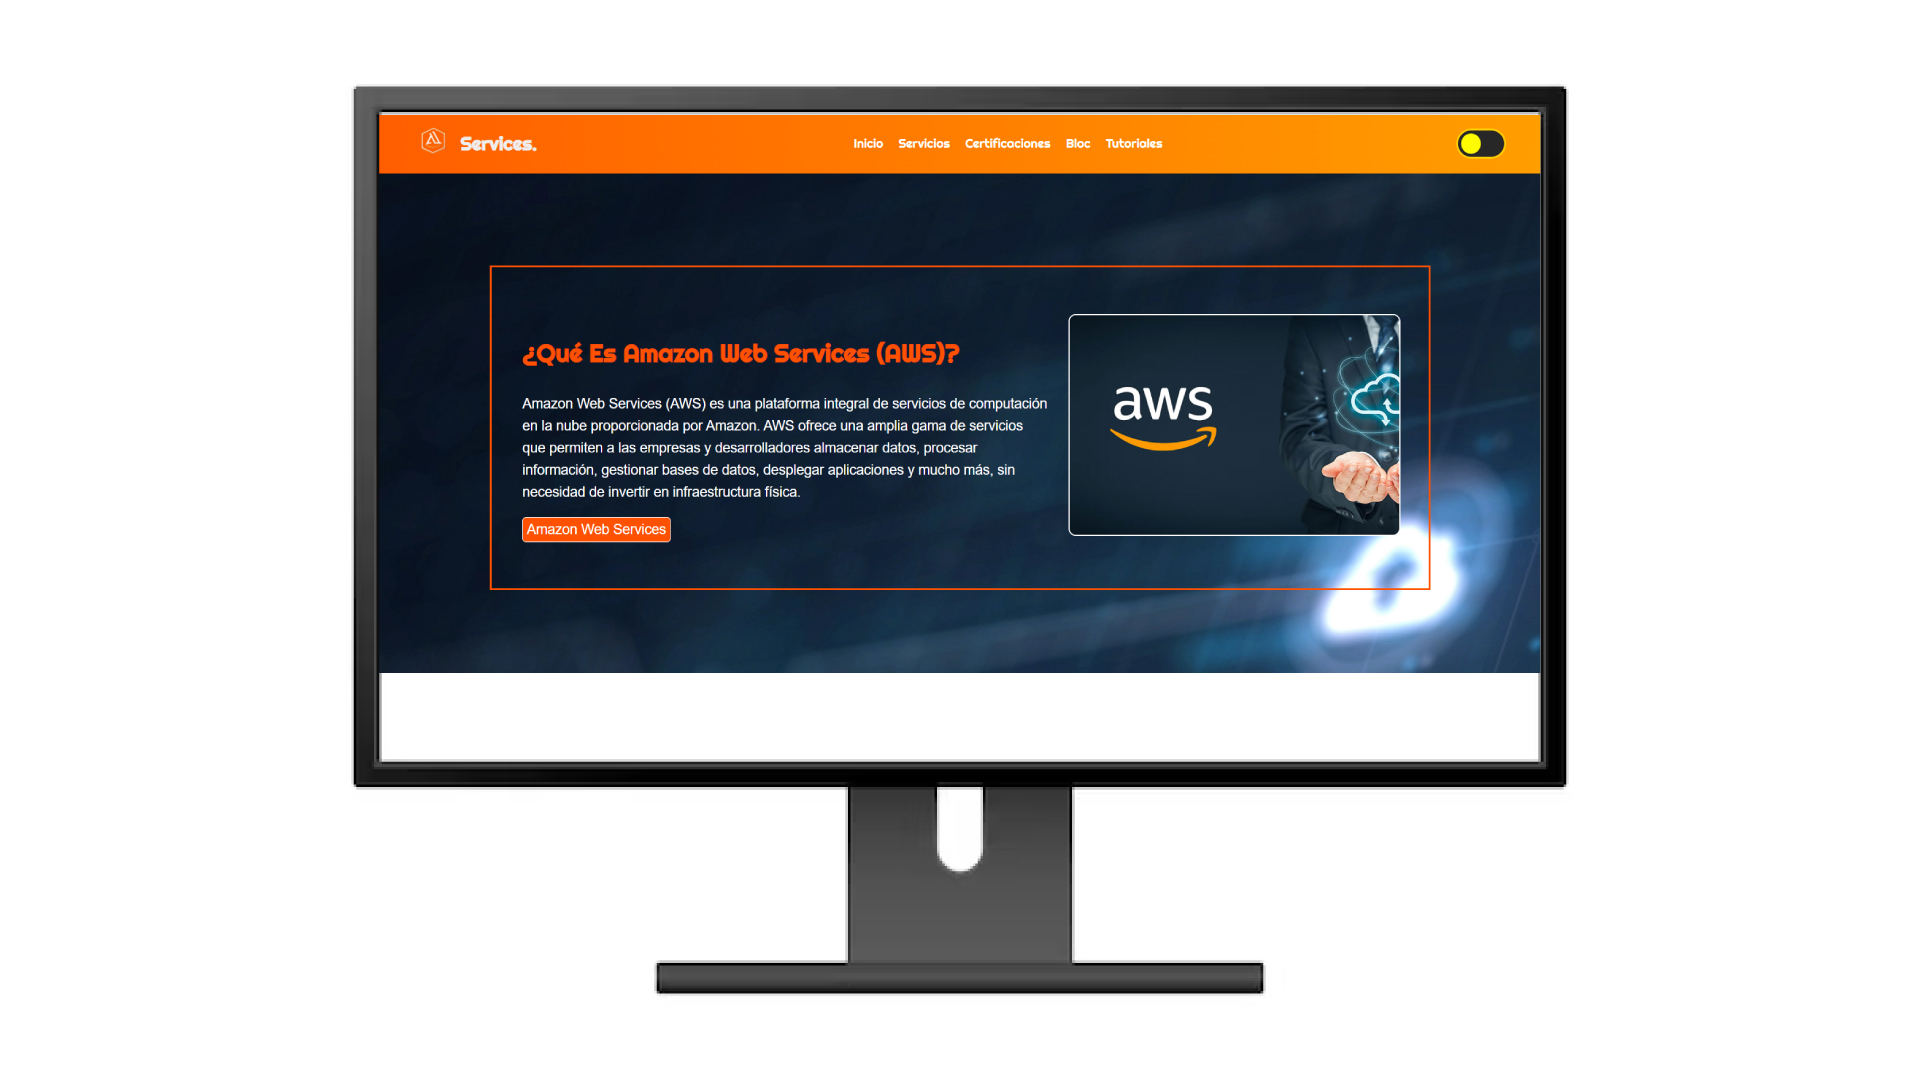 Services.
Inicio Servicios Certificaciones Bloc Tutoriales
¿Qué Es Amazon Web Services (AWS)?
Amazon Web Services (AWS) es una plataforma integral de servicios de computación
en la nube proporcionada por Amazon. AWS ofrece una amplia gama de servicios
que permiten a las empresas y desarrolladores almacenar datos, procesar
información, gestionar bases de datos, desplegar aplicaciones y mucho más, sin
necesidad de invertir en infraestructura física.
Amazon Web Services
aws